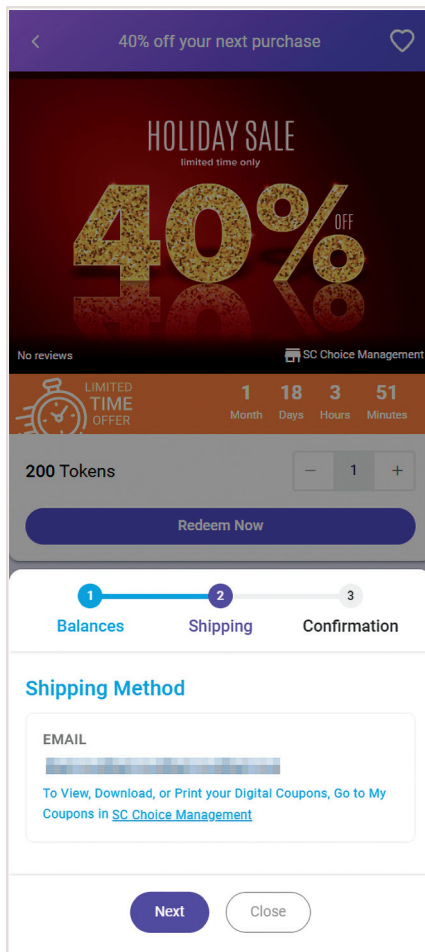 40% off your next purchase
HOLIDAY SALE
limited time only
40% OFF
No reviews
SC Choice Management
LIMITED
TIME
OFFER
1 18 3 51
Month Days Hours Minutes
200 Tokens
− 1 +
Redeem Now
1 2 3
Balances Shipping Confirmation
Shipping Method
EMAIL
To View, Download, or Print your Digital Coupons, Go to My
Coupons in SC Choice Management
Next Close